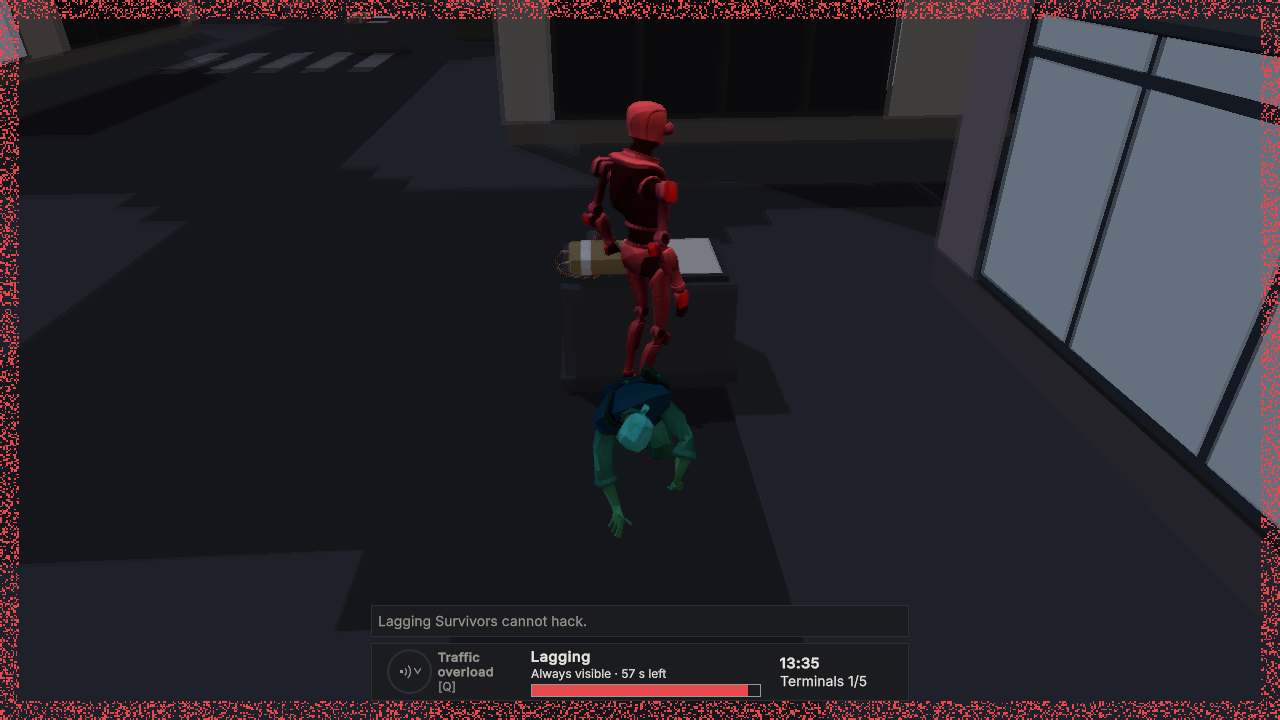 Lagging Survivors cannot hack.
Traffic
overload
[Q]
Lagging
Always visible · 57 s left
13:35
Terminals 1/5